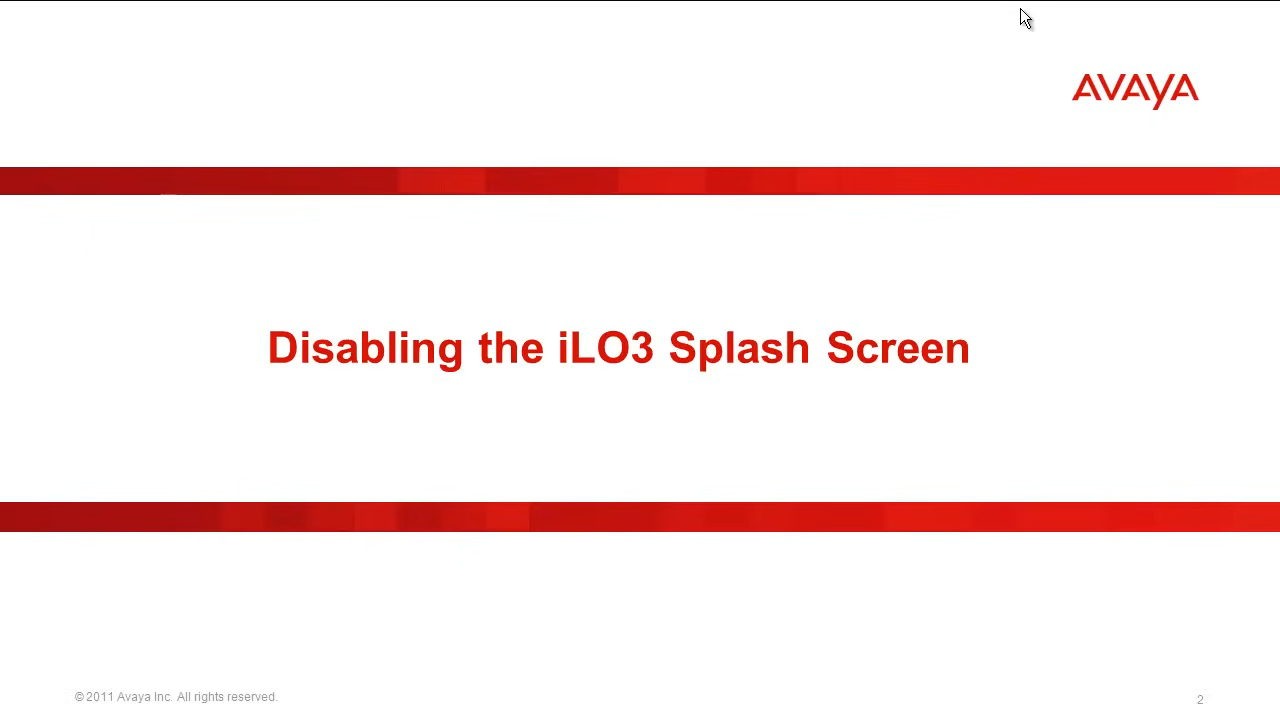 AVAYA
Disabling the iLO3 Splash Screen
© 2011 Avaya Inc. All rights reserved.
2